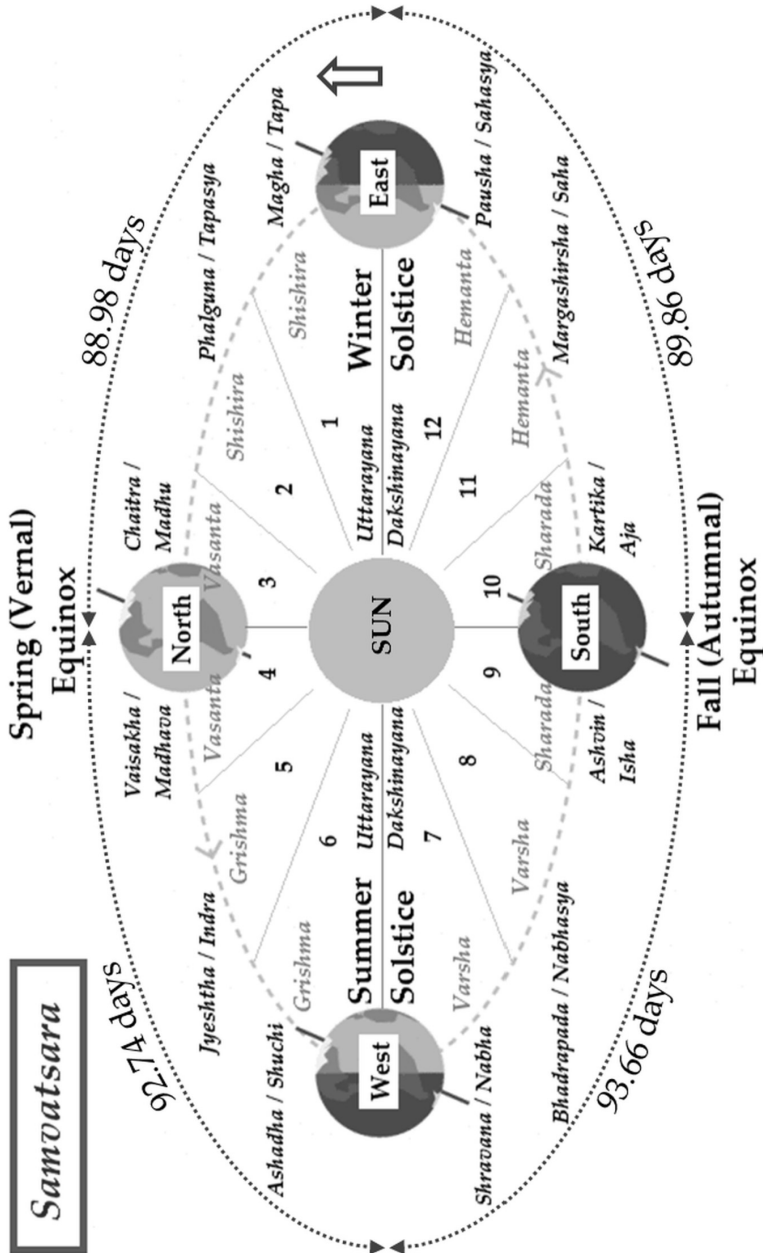 Samvatsara
Spring (Vernal)
Equinox
92.74 days
88.98 days
Vaisakha /
Madhava
Chaitra /
Madhu
Jyeshtha / Indra
Phalguna / Tapasya
Ashadha / Shuchi
Magha / Tapa
North
Vasanta
Vasanta
Grishma
Shishira
Grishma
Shishira
4
3
5
2
6
1
Summer
Solstice
Uttarayana
Dakshinayana
SUN
Uttarayana
Dakshinayana
Winter
Solstice
West
East
7
12
8
11
9
10
Varsha
Hemanta
Varsha
Hemanta
Sharada
Sharada
South
Shravana / Nabha
Pausha / Sahasya
Bhadrapada / Nabhasya
Margashirsha / Saha
Ashvin /
Isha
Kartika /
Aja
93.66 days
89.86 days
Fall (Autumnal)
Equinox